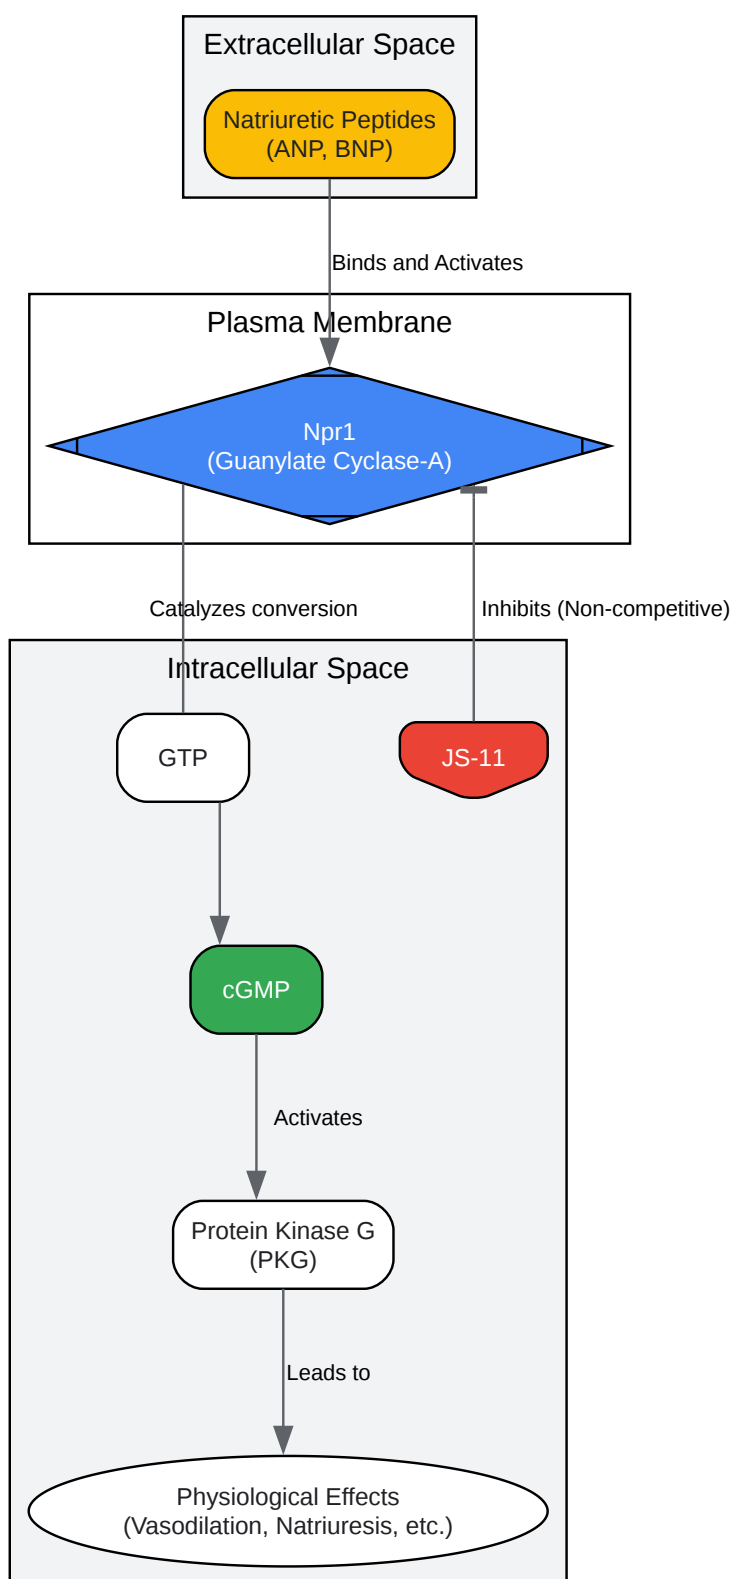 Extracellular Space
Natriuretic Peptides
(ANP, BNP)
Binds and Activates
Plasma Membrane
Npr1
(Guanylate Cyclase-A)
Catalyzes conversion
Inhibits (Non-competitive)
Intracellular Space
GTP
JS-11
cGMP
Activates
Protein Kinase G
(PKG)
Leads to
Physiological Effects
(Vasodilation, Natriuresis, etc.)